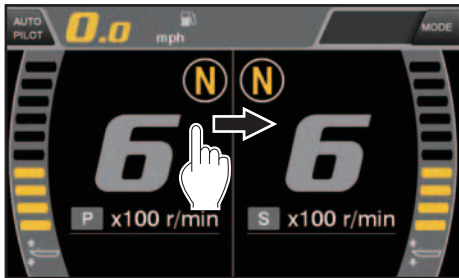 AUTO
PILOT
0.0
mph
MODE
N
N
6
6
P x100 r/min
S x100 r/min